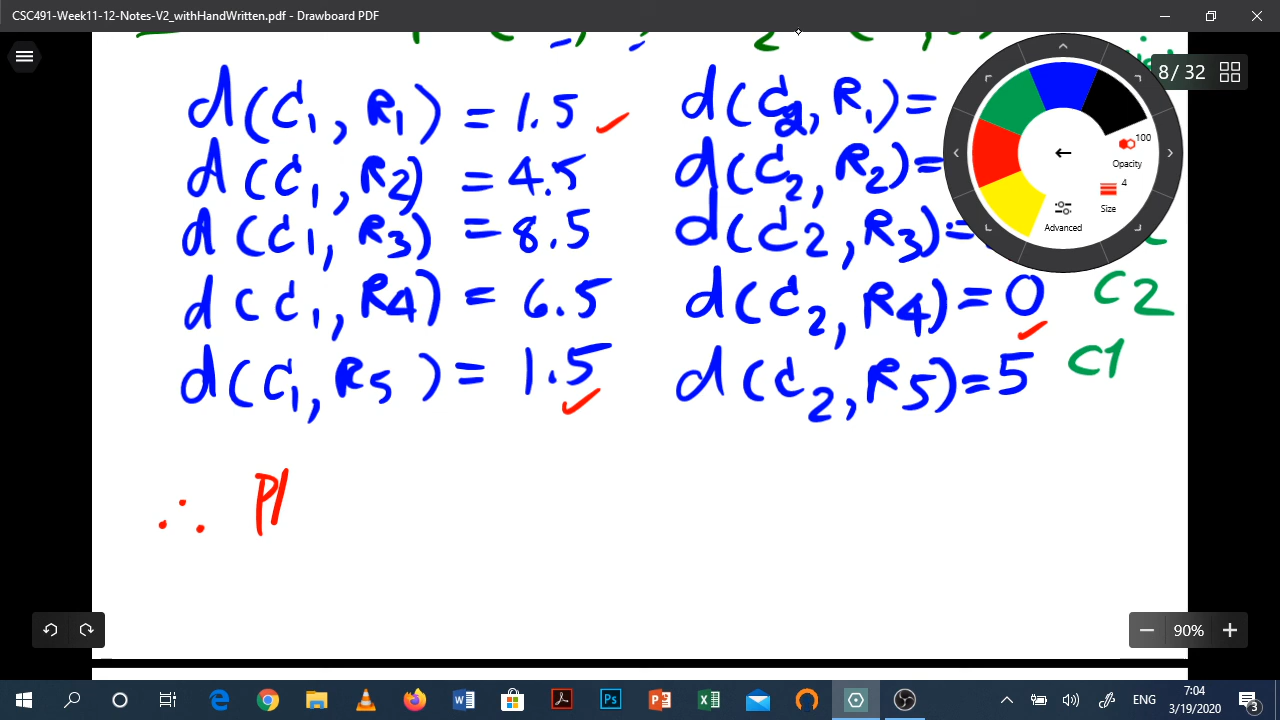 CSC491-Week11-12-Notes-V2_withHandWritten.pdf - Drawboard PDF
8 / 32
d(C1, R1) = 1.5 ✓ d(C2, R1) =
d(C1, R2) = 4.5 d(C2, R2) =
d(C1, R3) = 8.5 d(C2, R3) =
d(C1, R4) = 6.5 d(C2, R4) = 0 ✓ C2
d(C1, R5) = 1.5 ✓ d(C2, R5) = 5 C1
∴ Pl
100
Opacity
4
Size
Advanced
90%
ENG
7:04
3/19/2020
3